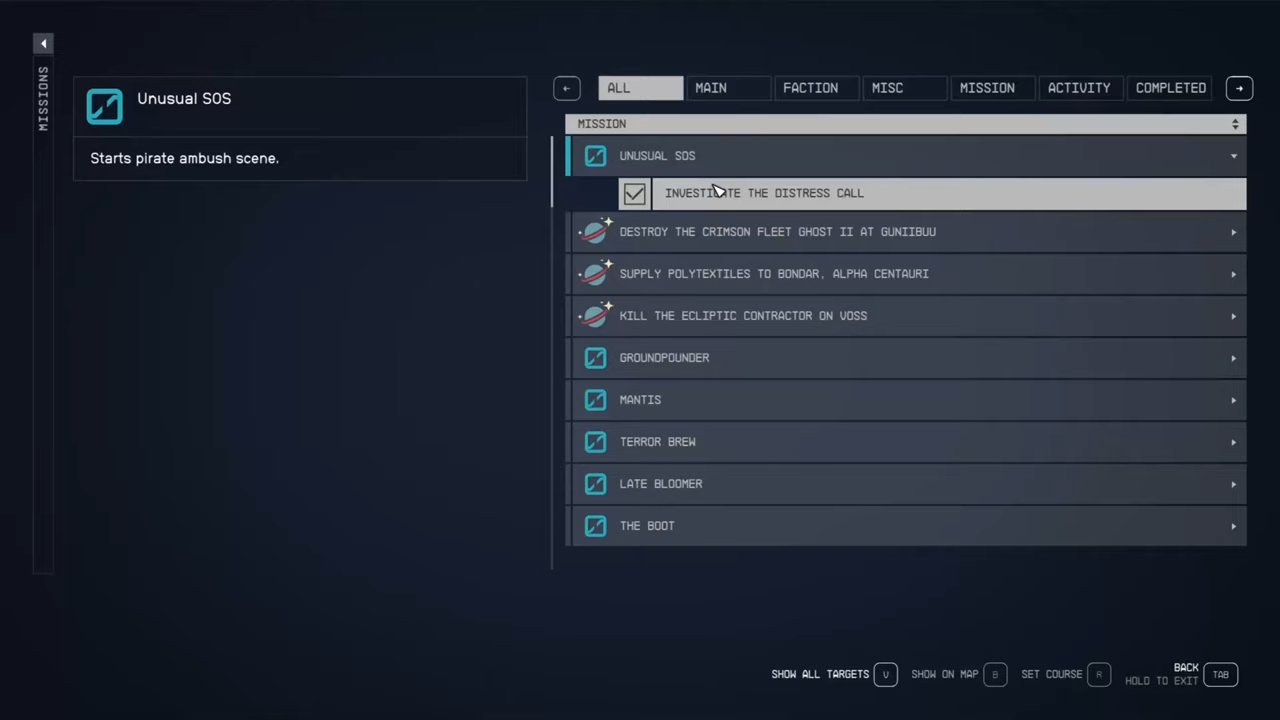 MISSIONS
Unusual SOS
Starts pirate ambush scene.
ALL MAIN FACTION MISC MISSION ACTIVITY COMPLETED
MISSION
UNUSUAL SOS
INVESTIGATE THE DISTRESS CALL
DESTROY THE CRIMSON FLEET GHOST II AT GUNIIBUU
SUPPLY POLYTEXTILES TO BONDAR, ALPHA CENTAURI
KILL THE ECLIPTIC CONTRACTOR ON VOSS
GROUNDPOUNDER
MANTIS
TERROR BREW
LATE BLOOMER
THE BOOT
SHOW ALL TARGETS V SHOW ON MAP B SET COURSE R BACK TAB
HOLD TO EXIT